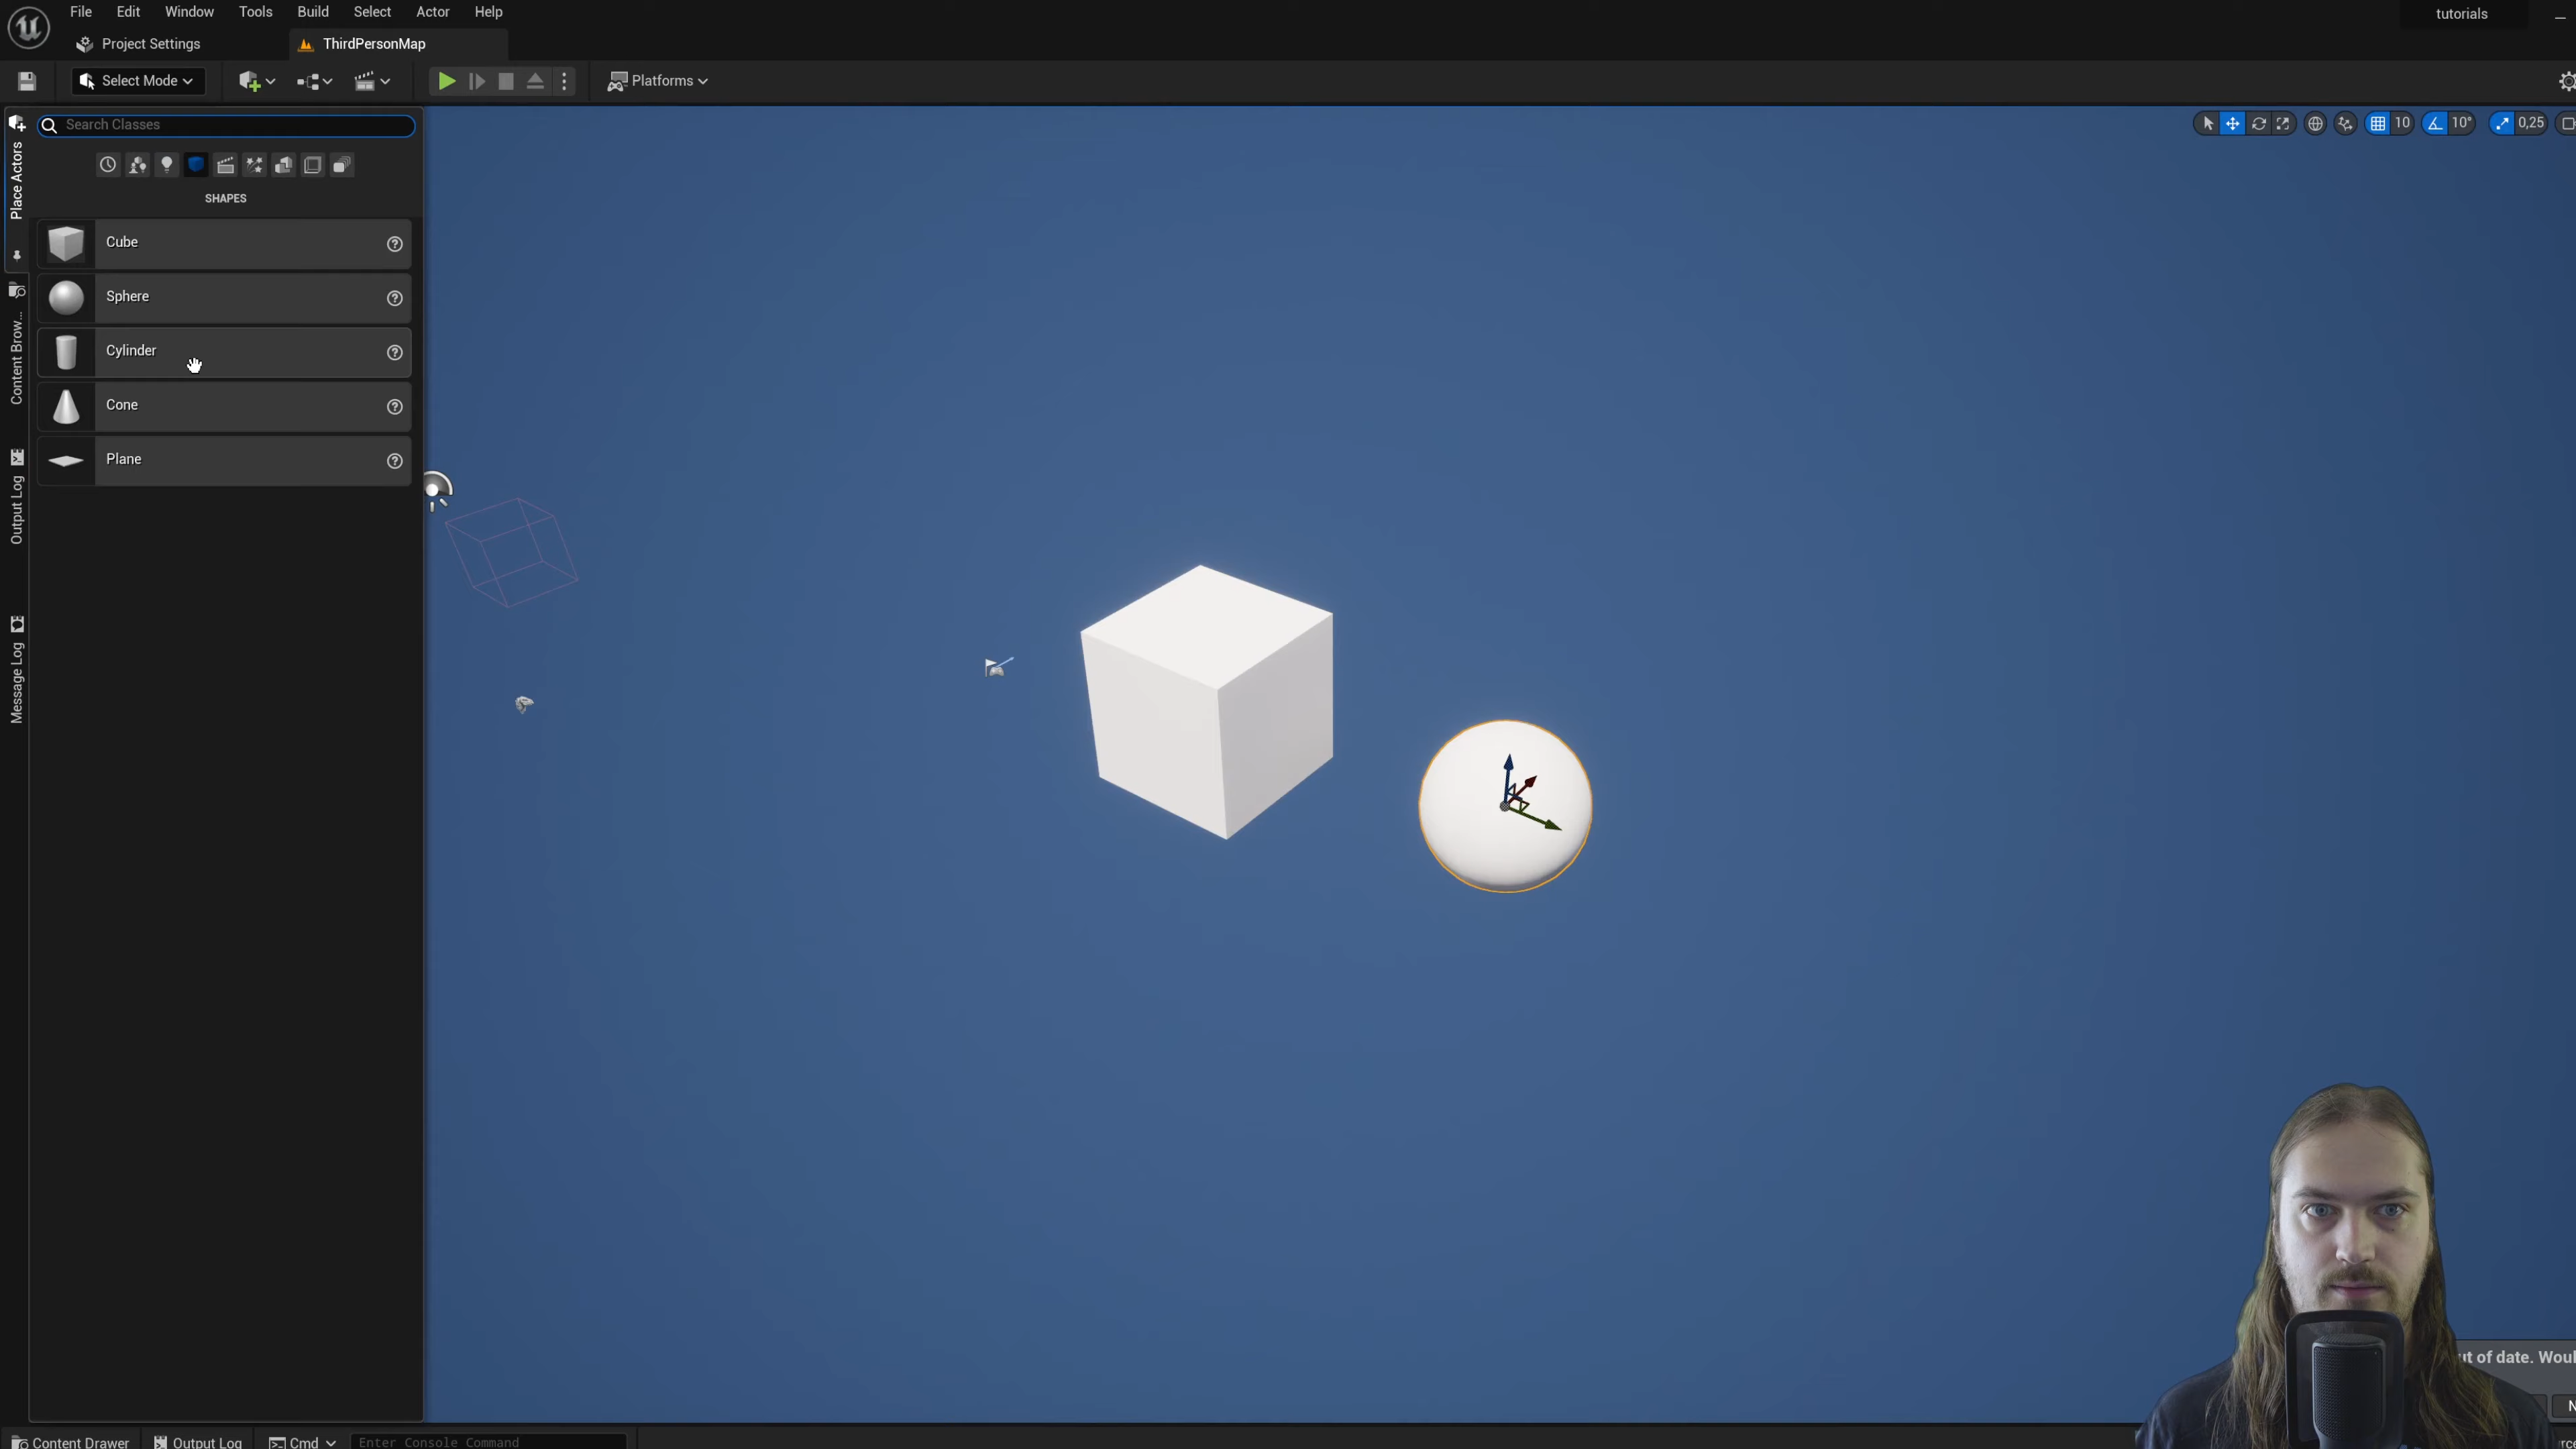 File Edit Window Tools Build Select Actor Help
tutorials
Project Settings
ThirdPersonMap
Select Mode
Platforms
Search Classes
10
10°
0,25
Place Actors
SHAPES
Cube
Sphere
Cylinder
Cone
Plane
Content Brow...
Output Log
Message Log
of date. Woul
Content Drawer
Output Log
Cmd
Enter Console Command